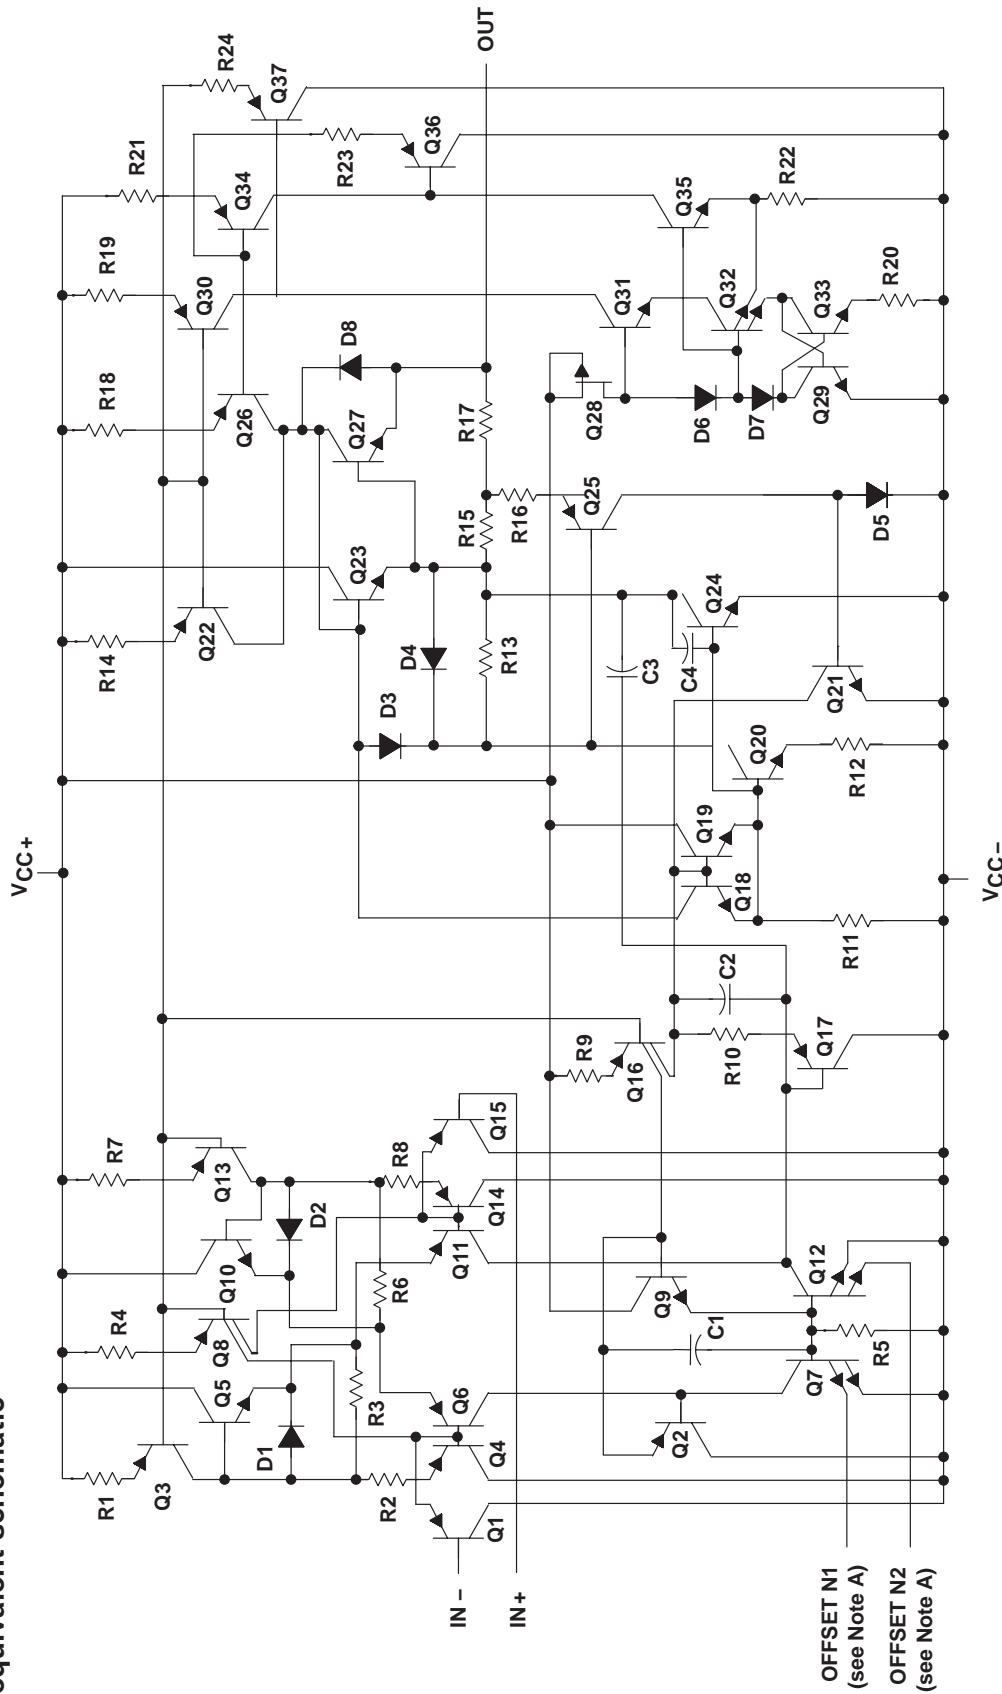 equivalent schematic
VCC+
R1
R4
R7
R14
R18
R19
R21
R24
Q3
Q5
Q8
Q10
Q13
Q22
Q26
Q30
Q34
Q37
D1
D2
R2
R3
R6
R8
D3
D4
Q23
Q27
D8
R23
Q36
Q1
Q4
Q6
Q11
Q14
Q15
R13
R15
R17
OUT
IN –
IN+
R9
R16
Q16
Q25
Q28
Q31
Q2
Q9
C1
R10
C2
Q18
Q19
C3
C4
Q24
D6
D7
Q32
Q35
R22
Q7
R5
Q12
Q17
R11
Q20
R12
Q21
D5
Q29
Q33
R20
OFFSET N1
(see Note A)
OFFSET N2
(see Note A)
VCC–